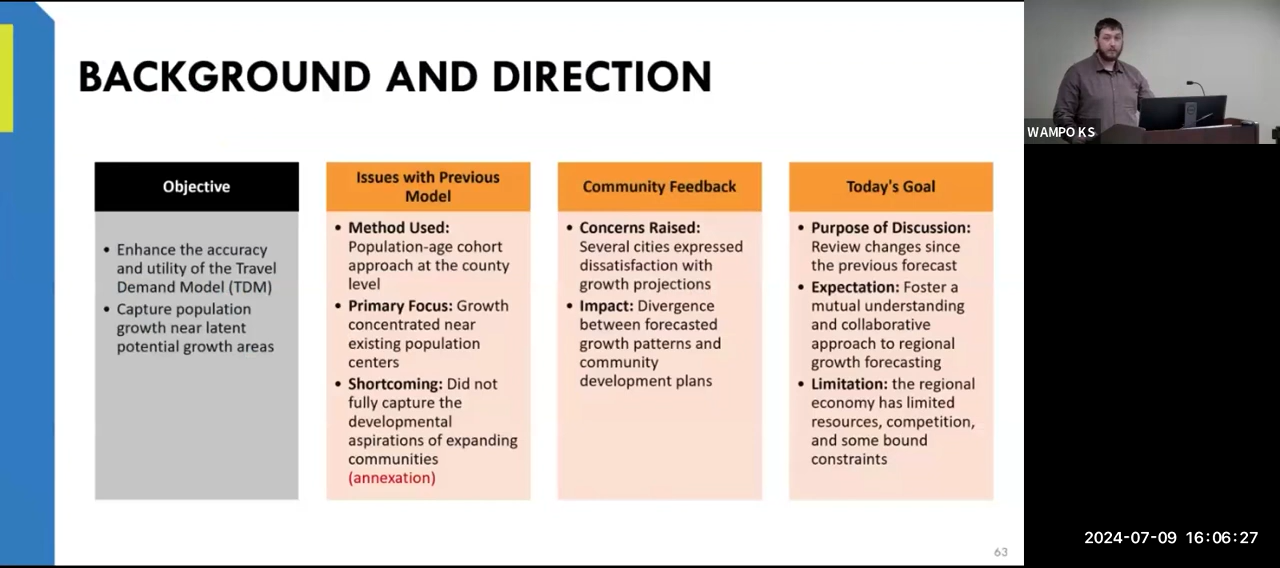 BACKGROUND AND DIRECTION
Objective
• Enhance the accuracy
and utility of the Travel
Demand Model (TDM)
• Capture population
growth near latent
potential growth areas
Issues with Previous
Model
• Method Used:
Population-age cohort
approach at the county
level
• Primary Focus: Growth
concentrated near
existing population
centers
• Shortcoming: Did not
fully capture the
developmental
aspirations of expanding
communities
(annexation)
Community Feedback
• Concerns Raised:
Several cities expressed
dissatisfaction with
growth projections
• Impact: Divergence
between forecasted
growth patterns and
community
development plans
Today's Goal
• Purpose of Discussion:
Review changes since
the previous forecast
• Expectation: Foster a
mutual understanding
and collaborative
approach to regional
growth forecasting
• Limitation: the regional
economy has limited
resources, competition,
and some bound
constraints
63
WAMPO KS
2024-07-09 16:06:27